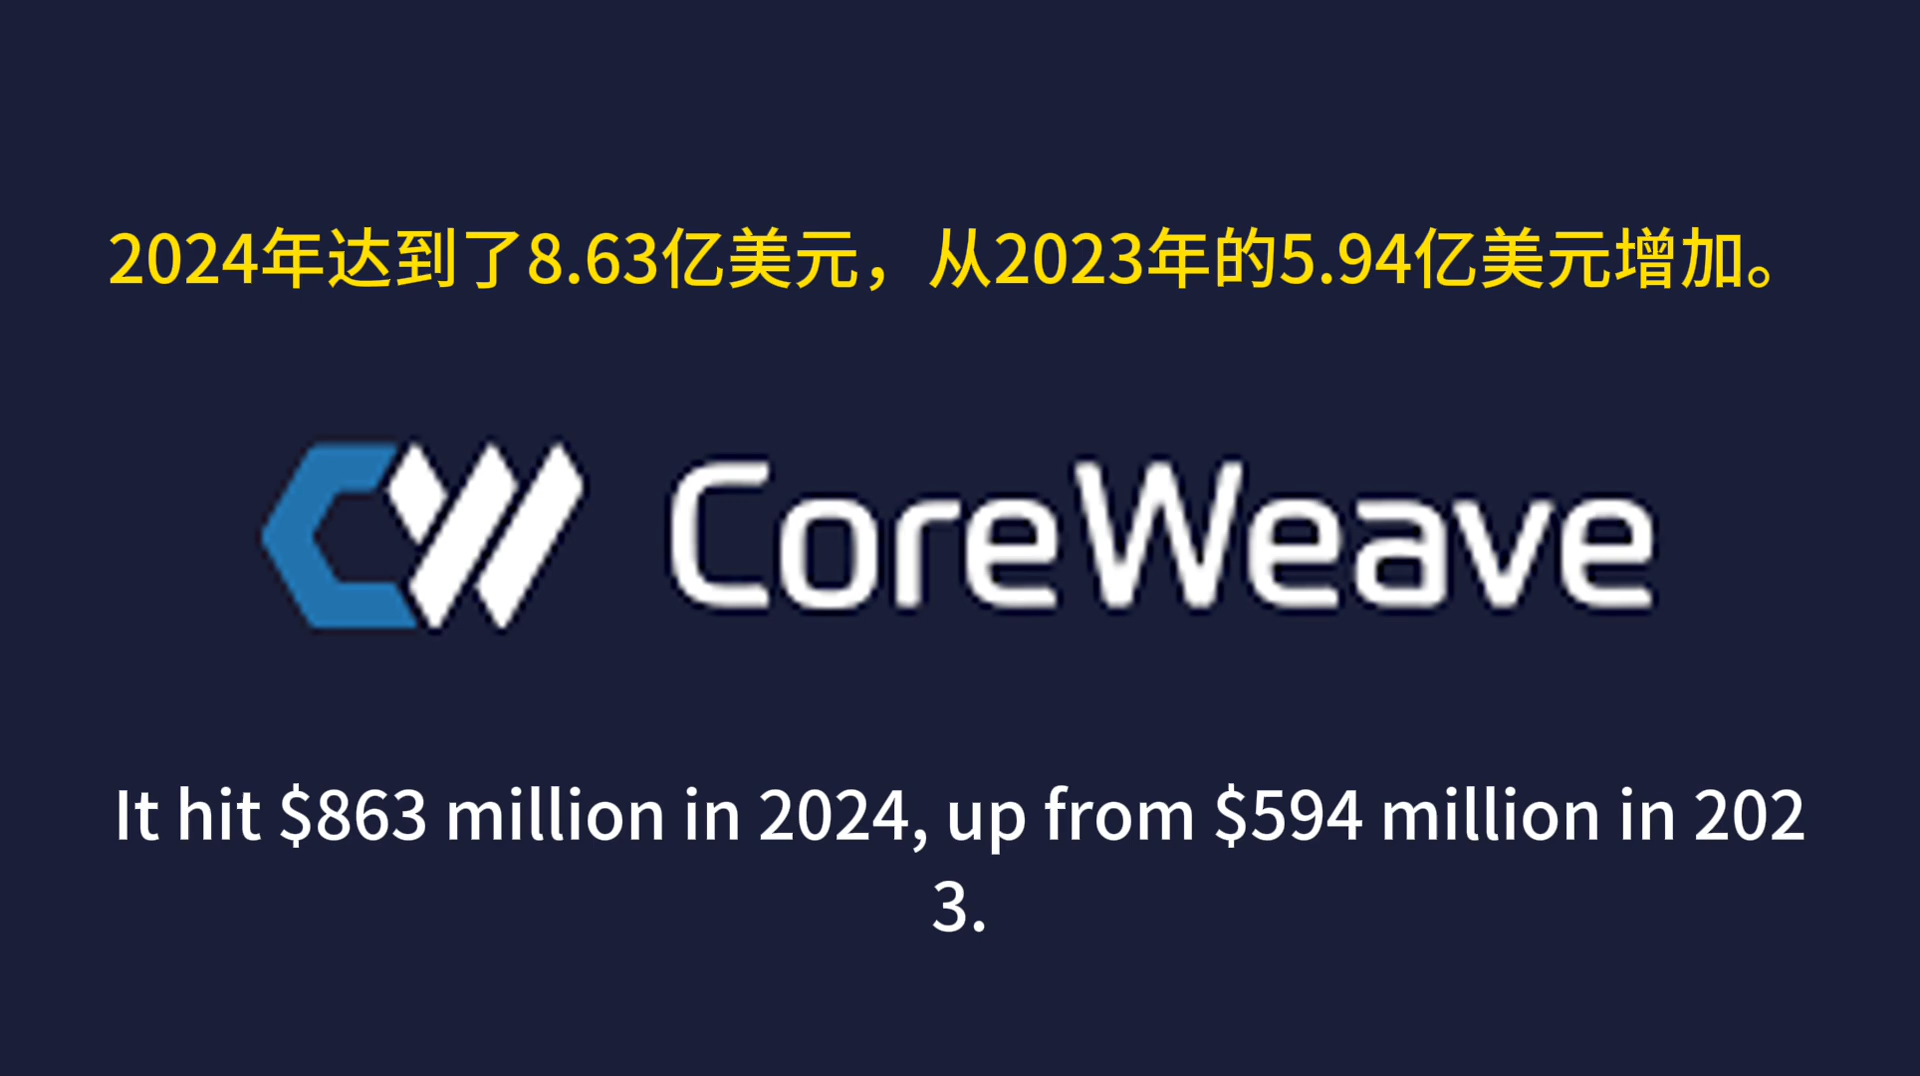 2024年达到了8.63亿美元，从2023年的5.94亿美元增加。
CoreWeave
It hit $863 million in 2024, up from $594 million in 202
3.